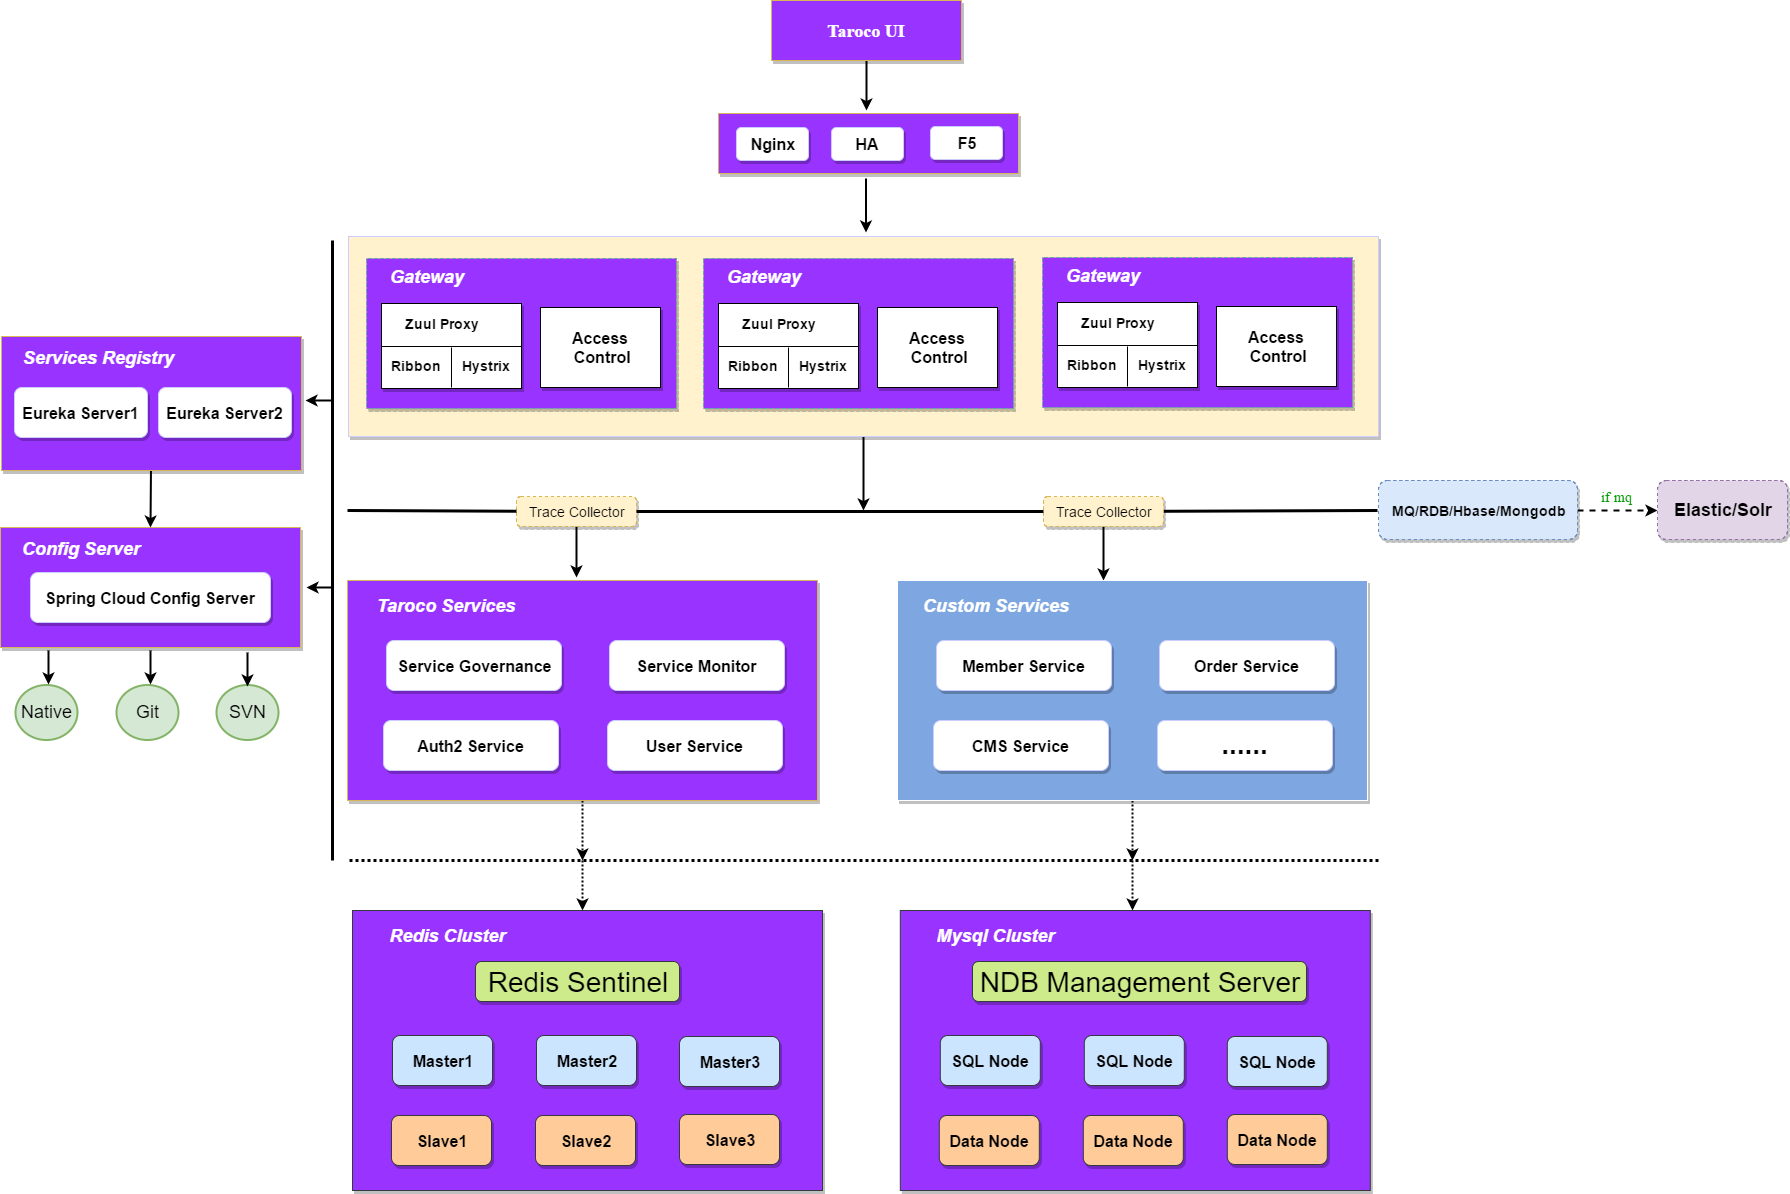 Taroco UI
Nginx
HA
F5
Gateway
Zuul Proxy
Ribbon
Hystrix
Access
Control
Gateway
Zuul Proxy
Ribbon
Hystrix
Access
Control
Gateway
Zuul Proxy
Ribbon
Hystrix
Access
Control
Services Registry
Eureka Server1
Eureka Server2
Config Server
Spring Cloud Config Server
Native
Git
SVN
Trace Collector
Trace Collector
MQ/RDB/Hbase/Mongodb
if mq
Elastic/Solr
Taroco Services
Service Governance
Service Monitor
Auth2 Service
User Service
Custom Services
Member Service
Order Service
CMS Service
......
Redis Cluster
Redis Sentinel
Master1
Master2
Master3
Slave1
Slave2
Slave3
Mysql Cluster
NDB Management Server
SQL Node
SQL Node
SQL Node
Data Node
Data Node
Data Node